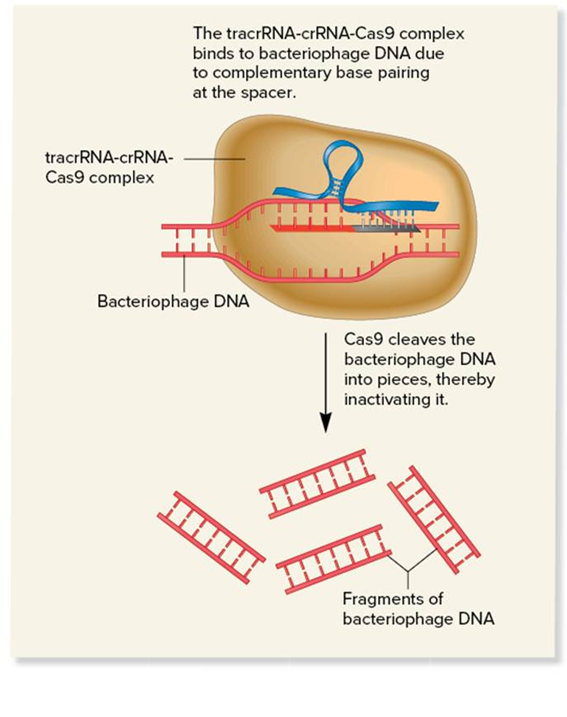 The tracrRNA-crRNA-Cas9 complex
binds to bacteriophage DNA due
to complementary base pairing
at the spacer.
tracrRNA-crRNA-
Cas9 complex
Bacteriophage DNA
Cas9 cleaves the
bacteriophage DNA
into pieces, thereby
inactivating it.
Fragments of
bacteriophage DNA